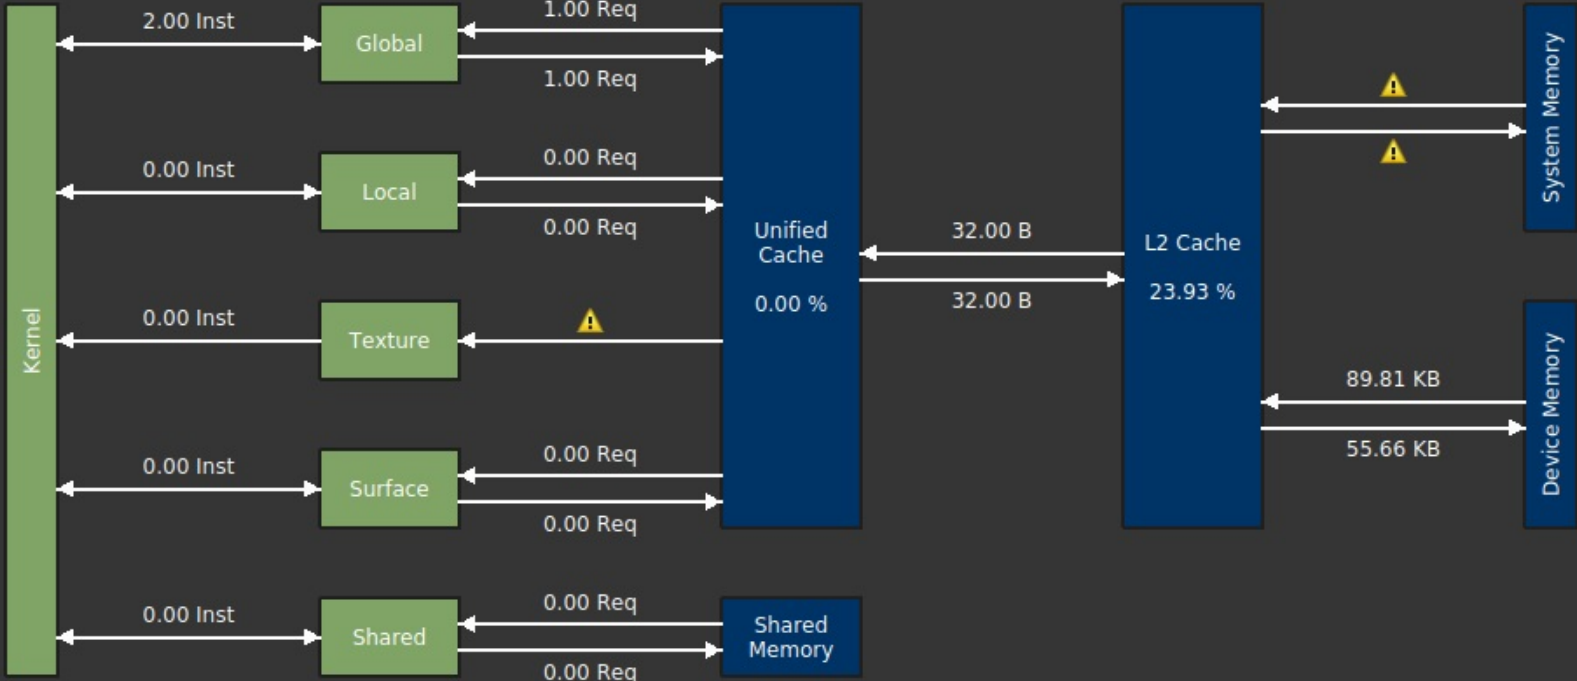 Kernel
2.00 Inst
Global
1.00 Req
1.00 Req
0.00 Inst
Local
0.00 Req
0.00 Req
0.00 Inst
Texture
0.00 Inst
Surface
0.00 Req
0.00 Req
0.00 Inst
Shared
0.00 Req
0.00 Req
Unified
Cache
0.00 %
Shared
Memory
32.00 B
32.00 B
L2 Cache
23.93 %
System Memory
89.81 KB
55.66 KB
Device Memory